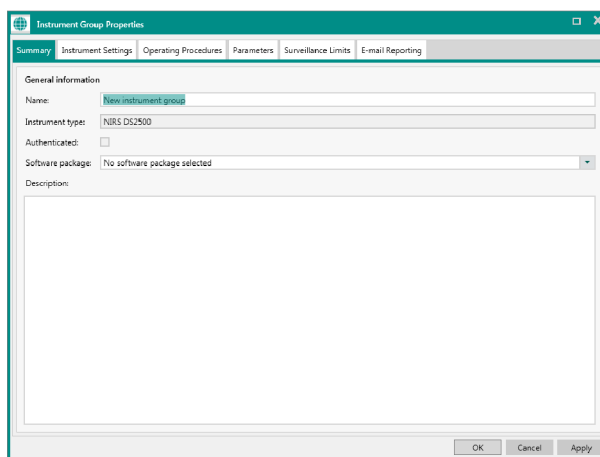 Instrument Group Properties
Summary Instrument Settings Operating Procedures Parameters Surveillance Limits E-mail Reporting
General information
Name: New instrument group
Instrument type: NIRS DS2500
Authenticated:
Software package: No software package selected
Description:
OK Cancel Apply